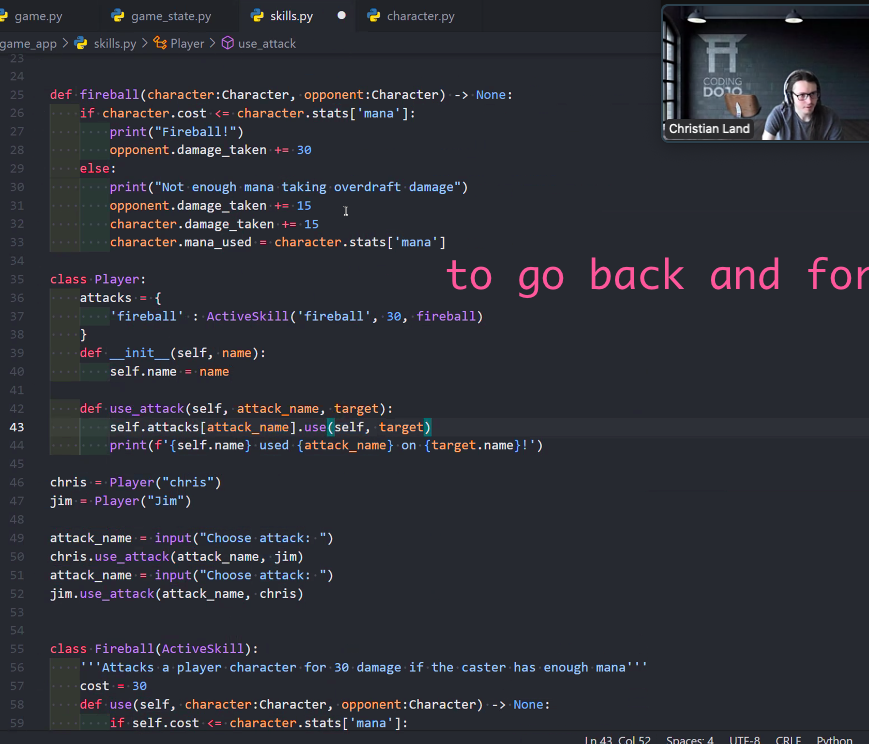 game.py
game_state.py
skills.py
character.py
game_app > skills.py > Player > use_attack
CODING
DOJO
Christian Land
23
24
25 def fireball(character:Character, opponent:Character) -> None:
26 if character.cost <= character.stats['mana']:
27 print("Fireball!")
28 opponent.damage_taken += 30
29 else:
30 print("Not enough mana taking overdraft damage")
31 opponent.damage_taken += 15
32 character.damage_taken += 15
33 character.mana_used = character.stats['mana']
34
35 class Player:
to go back and for
36 attacks = {
37 'fireball' : ActiveSkill('fireball', 30, fireball)
38 }
39 def __init__(self, name):
40 self.name = name
41
42 def use_attack(self, attack_name, target):
43 self.attacks[attack_name].use(self, target)
44 print(f'{self.name} used {attack_name} on {target.name}!')
45
46 chris = Player("chris")
47 jim = Player("Jim")
48
49 attack_name = input("Choose attack: ")
50 chris.use_attack(attack_name, jim)
51 attack_name = input("Choose attack: ")
52 jim.use_attack(attack_name, chris)
53
54
55 class Fireball(ActiveSkill):
56 '''Attacks a player character for 30 damage if the caster has enough mana'''
57 cost = 30
58 def use(self, character:Character, opponent:Character) -> None:
59 if self.cost <= character.stats['mana']:
Ln 43, Col 52 Spaces: 4 UTF-8 CRLF Python